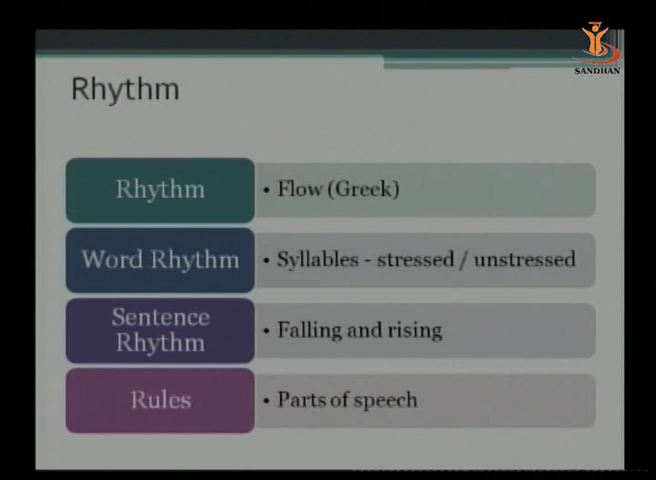 SANDHAN
Rhythm
Rhythm
• Flow (Greek)
Word Rhythm
• Syllables - stressed / unstressed
Sentence
Rhythm
• Falling and rising
Rules
• Parts of speech